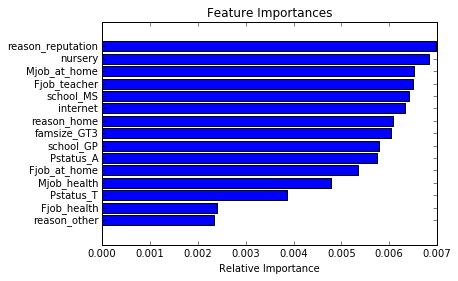 Feature Importances
reason_reputation
nursery
Mjob_at_home
Fjob_teacher
school_MS
internet
reason_home
famsize_GT3
school_GP
Pstatus_A
Fjob_at_home
Mjob_health
Pstatus_T
Fjob_health
reason_other
0.000 0.001 0.002 0.003 0.004 0.005 0.006 0.007
Relative Importance